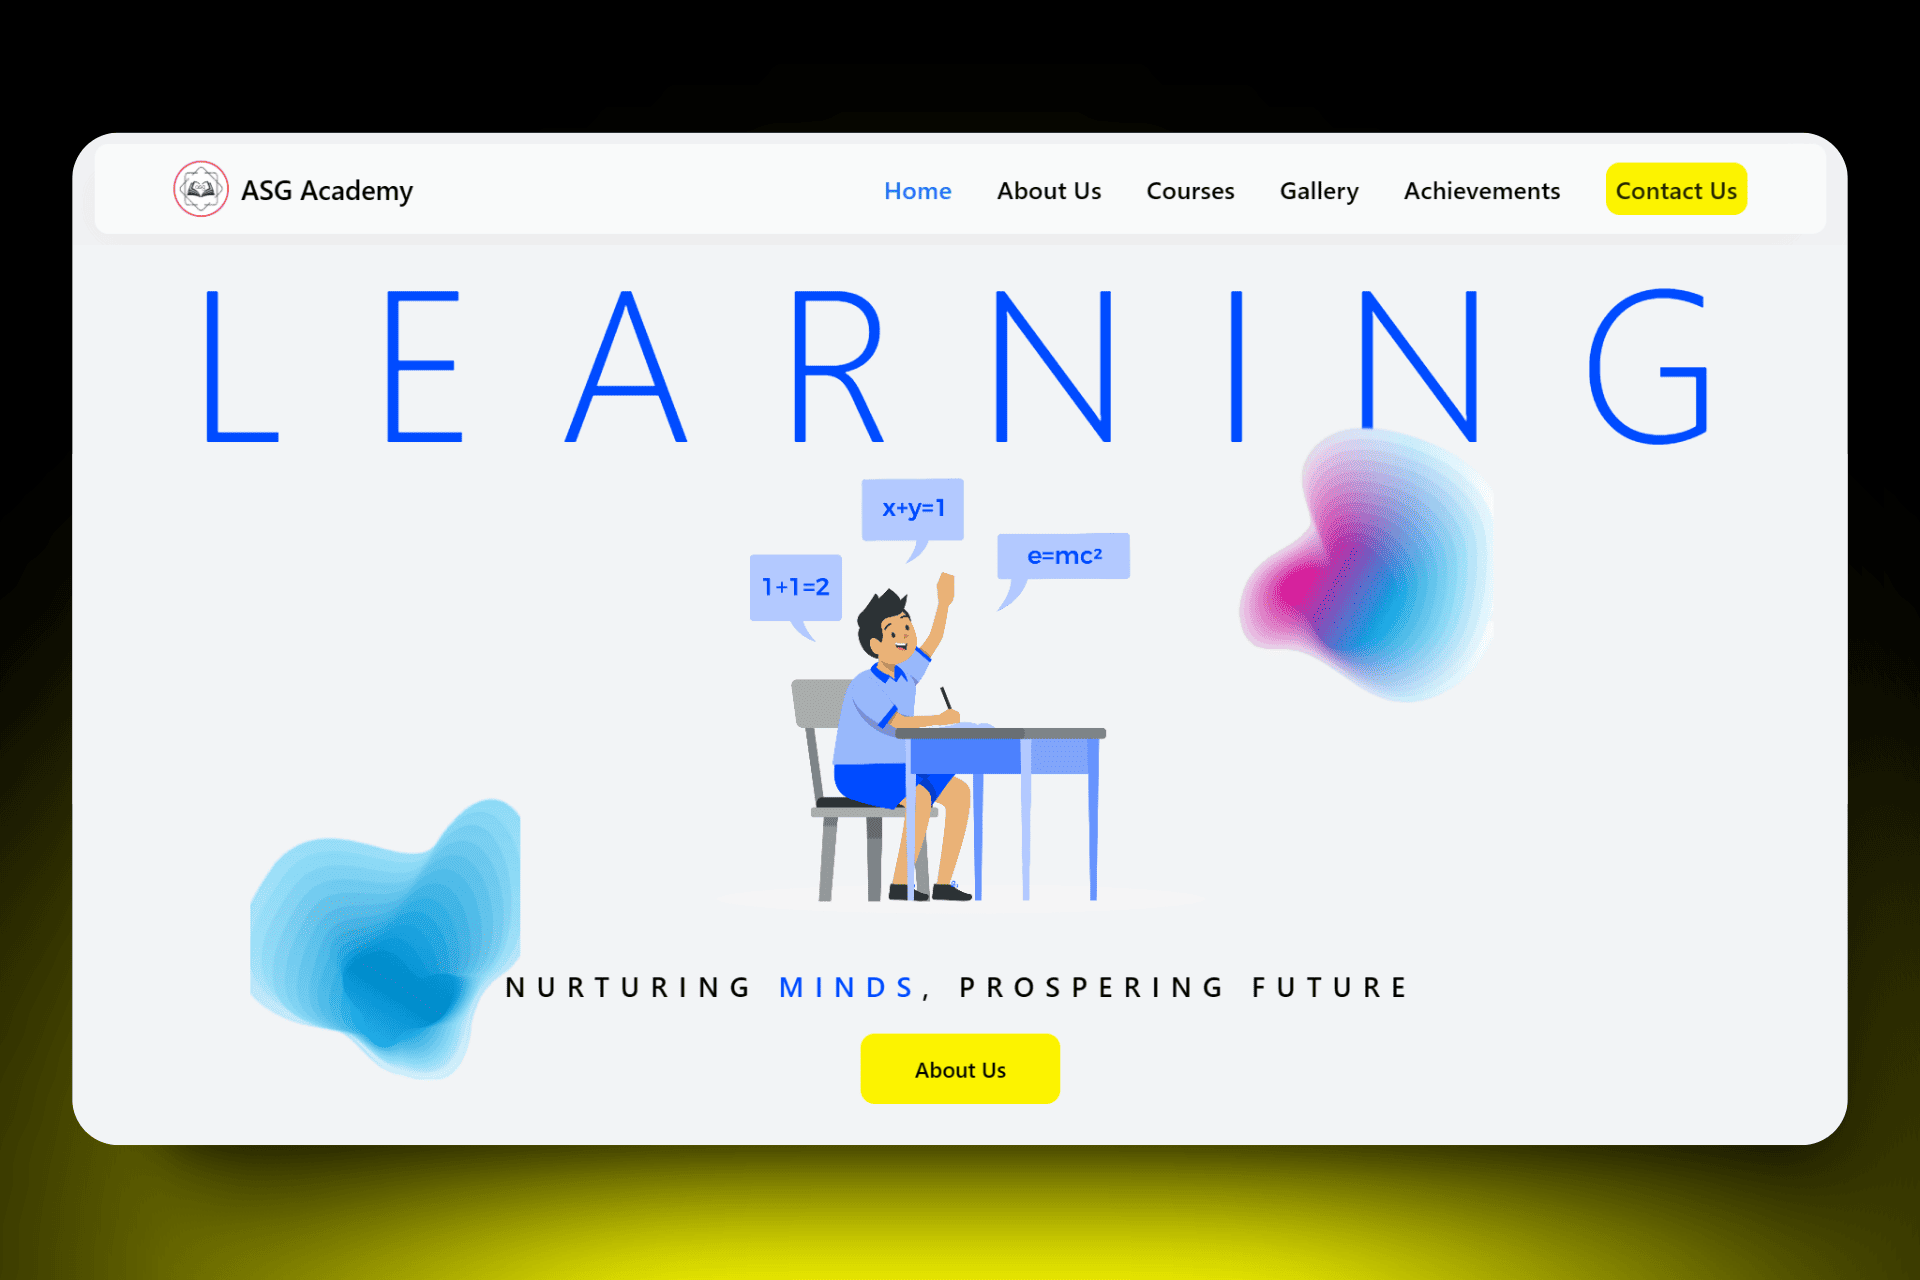 ASG Academy
Home About Us Courses Gallery Achievements Contact Us
LEARNING
x+y=1
e=mc²
1+1=2
NURTURING MINDS, PROSPERING FUTURE
About Us